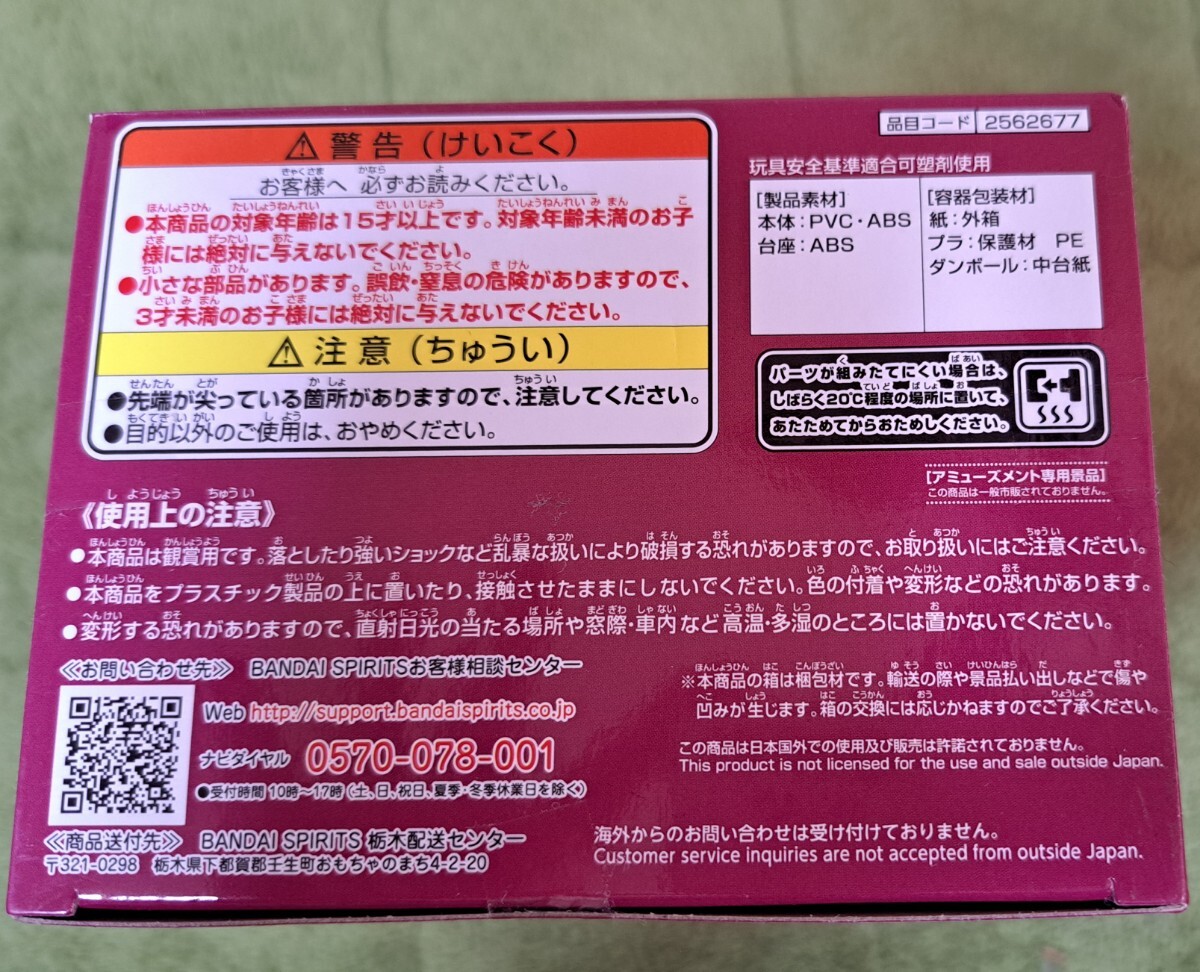 ⚠警告（けいこく）
お客様へ 必ずお読みください。
●本商品の対象年齢は15才以上です。対象年齢未満のお子
様には絶対に与えないでください。
●小さな部品があります。誤飲・窒息の危険がありますので、
3才未満のお子様には絶対に与えないでください。
⚠注意（ちゅうい）
●先端が尖っている箇所がありますので、注意してください。
●目的以外のご使用は、おやめください。
品目コード 2562677
玩具安全基準適合可塑剤使用
[製品素材]
本体：PVC・ABS
台座：ABS
[容器包装材]
紙：外箱
プラ：保護材 PE
ダンボール：中台紙
パーツが組みたてにくい場合は、
しばらく20℃程度の場所に置いて、
あたためてからおためしください。
[アミューズメント専用景品]
この商品は一般市販されておりません。
《使用上の注意》
●本商品は観賞用です。落としたり強いショックなど乱暴な扱いにより破損する恐れがありますので、お取り扱いにはご注意ください。
●本商品をプラスチック製品の上に置いたり、接触させたままにしないでください。色の付着や変形などの恐れがあります。
●変形する恐れがありますので、直射日光の当たる場所や窓際・車内など高温・多湿のところには置かないでください。
≪お問い合わせ先≫ BANDAI SPIRITSお客様相談センター
Web http://support.bandaispirits.co.jp
ナビダイヤル 0570-078-001
●受付時間 10時〜17時（土、日、祝日、夏季・冬季休業日を除く）
≪商品送付先≫ BANDAI SPIRITS 栃木配送センター
〒321-0298 栃木県下都賀郡壬生町おもちゃのまち4-2-20
※本商品の箱は梱包材です。輸送の際や景品払い出しなどで傷や
凹みが生じます。箱の交換には応じかねますのでご了承ください。
この商品は日本国外での使用及び販売は許諾されておりません。
This product is not licensed for the use and sale outside Japan.
海外からのお問い合わせは受け付けておりません。
Customer service inquiries are not accepted from outside Japan.